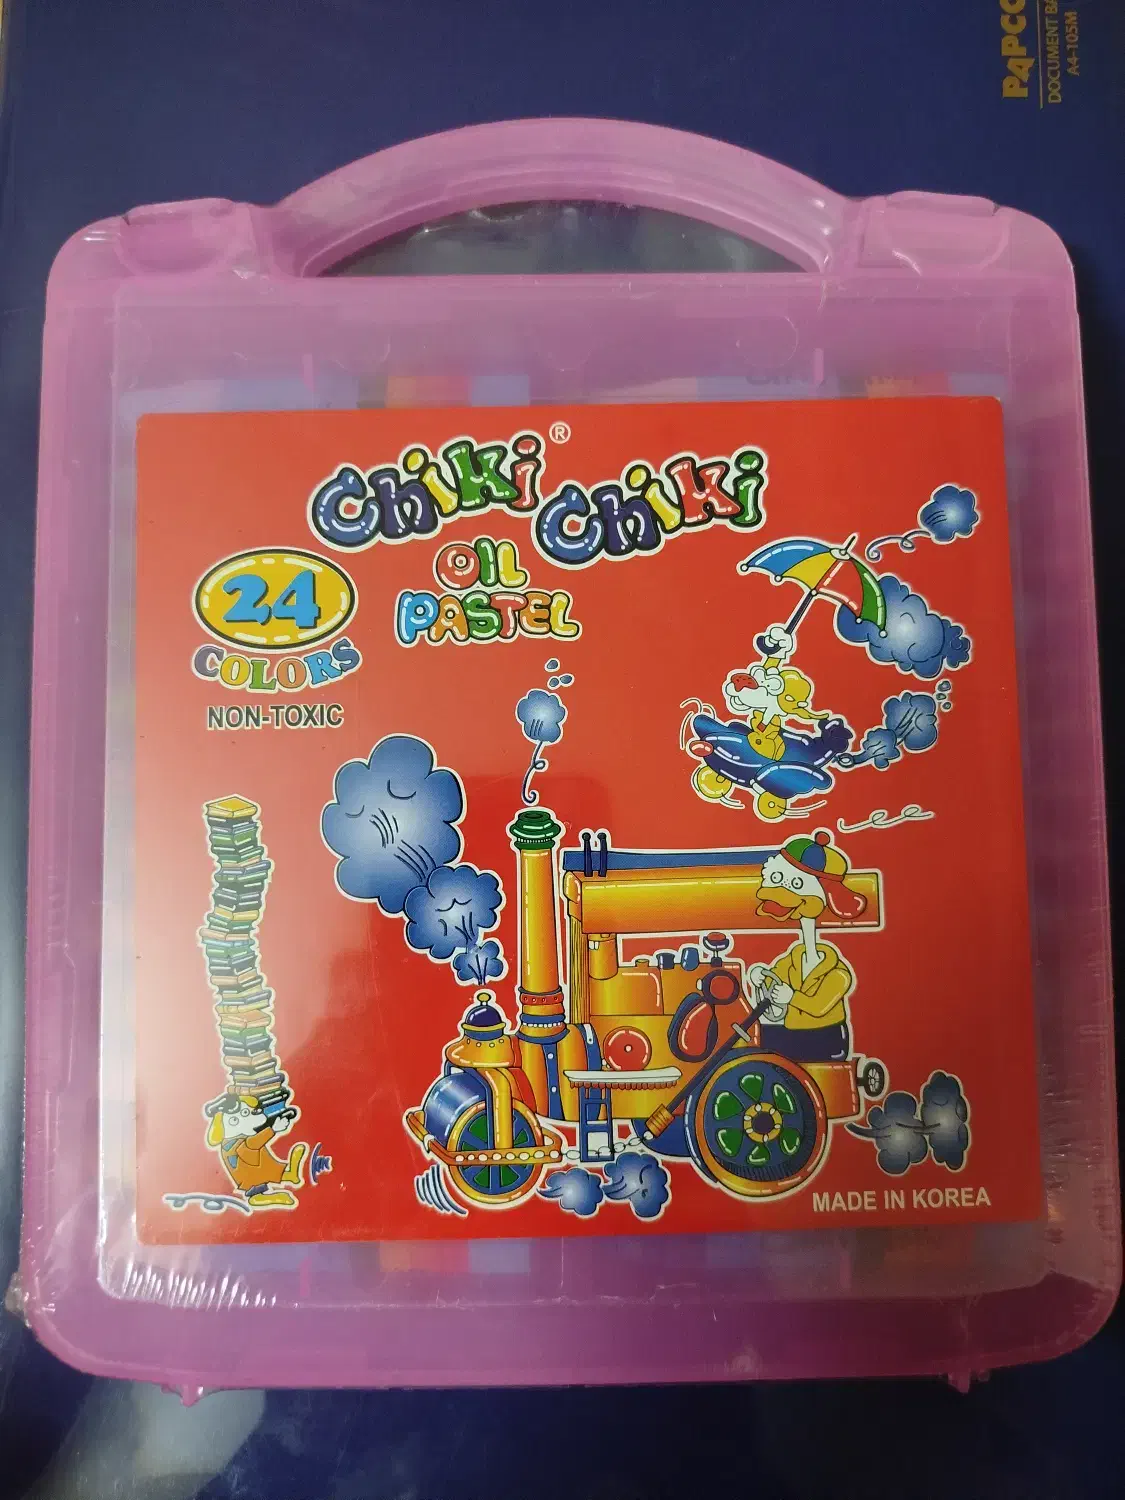 PAPCO
DOCUMENT BA
A4-105M
Chiki®
Chiki
OIL
PASTEL
24
COLORS
NON-TOXIC
MADE IN KOREA